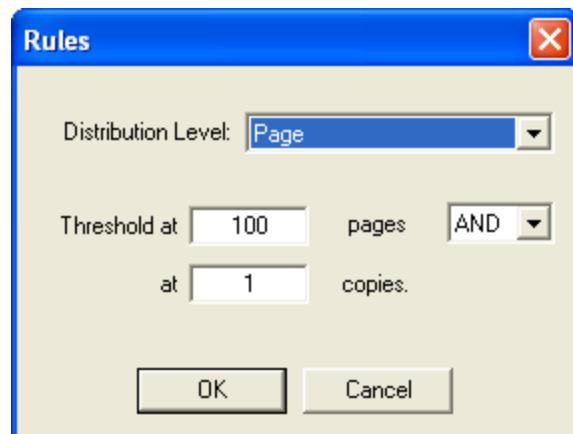 Rules
Distribution Level: Page
Threshold at 100 pages AND
at 1 copies.
OK Cancel